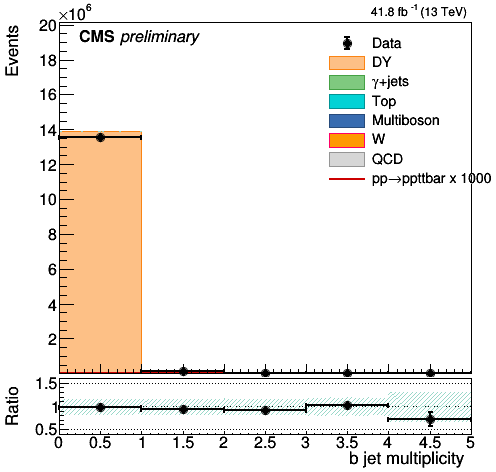 ×10⁶
41.8 fb⁻¹ (13 TeV)
Events
CMS preliminary
20
18
16
14
12
10
8
6
4
2
Data
DY
γ+jets
Top
Multiboson
W
QCD
pp→ppttbar x 1000
Ratio
1.5
1
0.5
0 0.5 1 1.5 2 2.5 3 3.5 4 4.5 5
b jet multiplicity